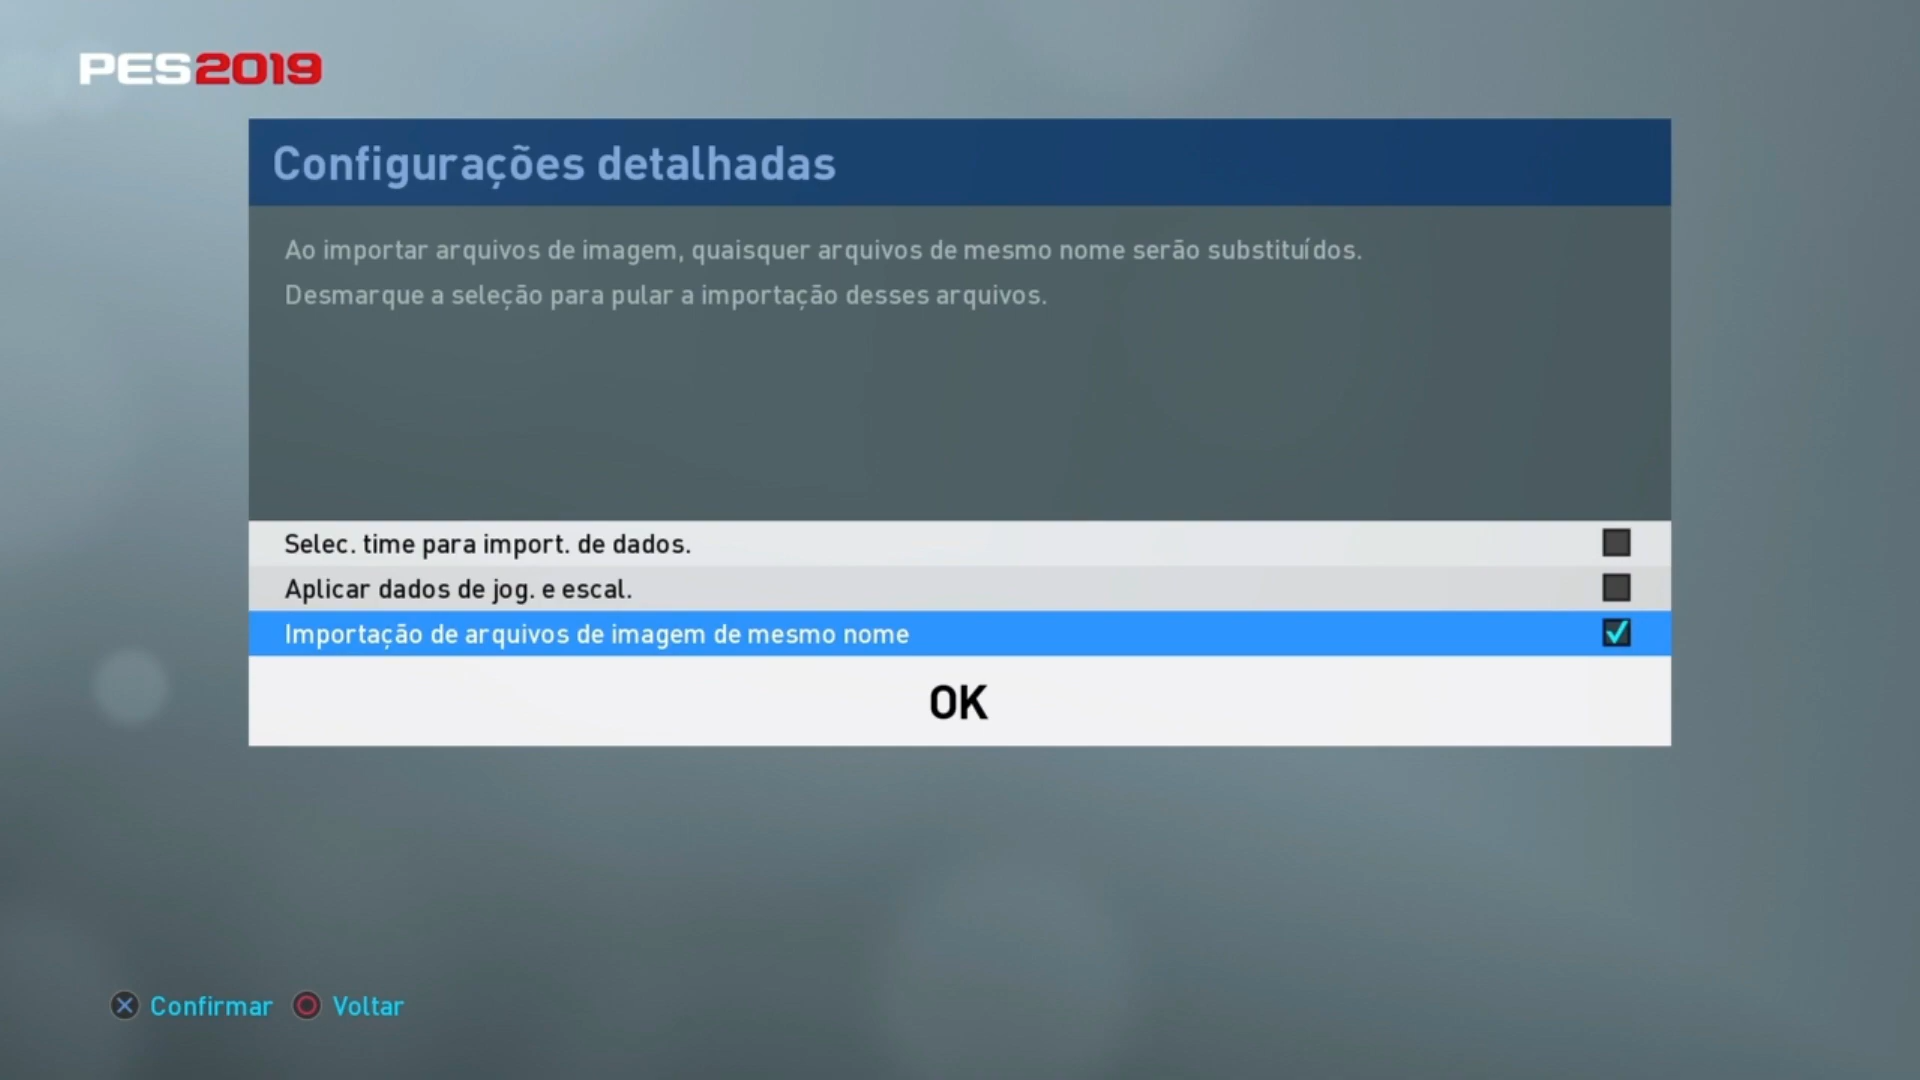 PES2019
Configurações detalhadas
Ao importar arquivos de imagem, quaisquer arquivos de mesmo nome serão substituídos.
Desmarque a seleção para pular a importação desses arquivos.
Selec. time para import. de dados.
Aplicar dados de jog. e escal.
Importação de arquivos de imagem de mesmo nome
OK
Confirmar Voltar